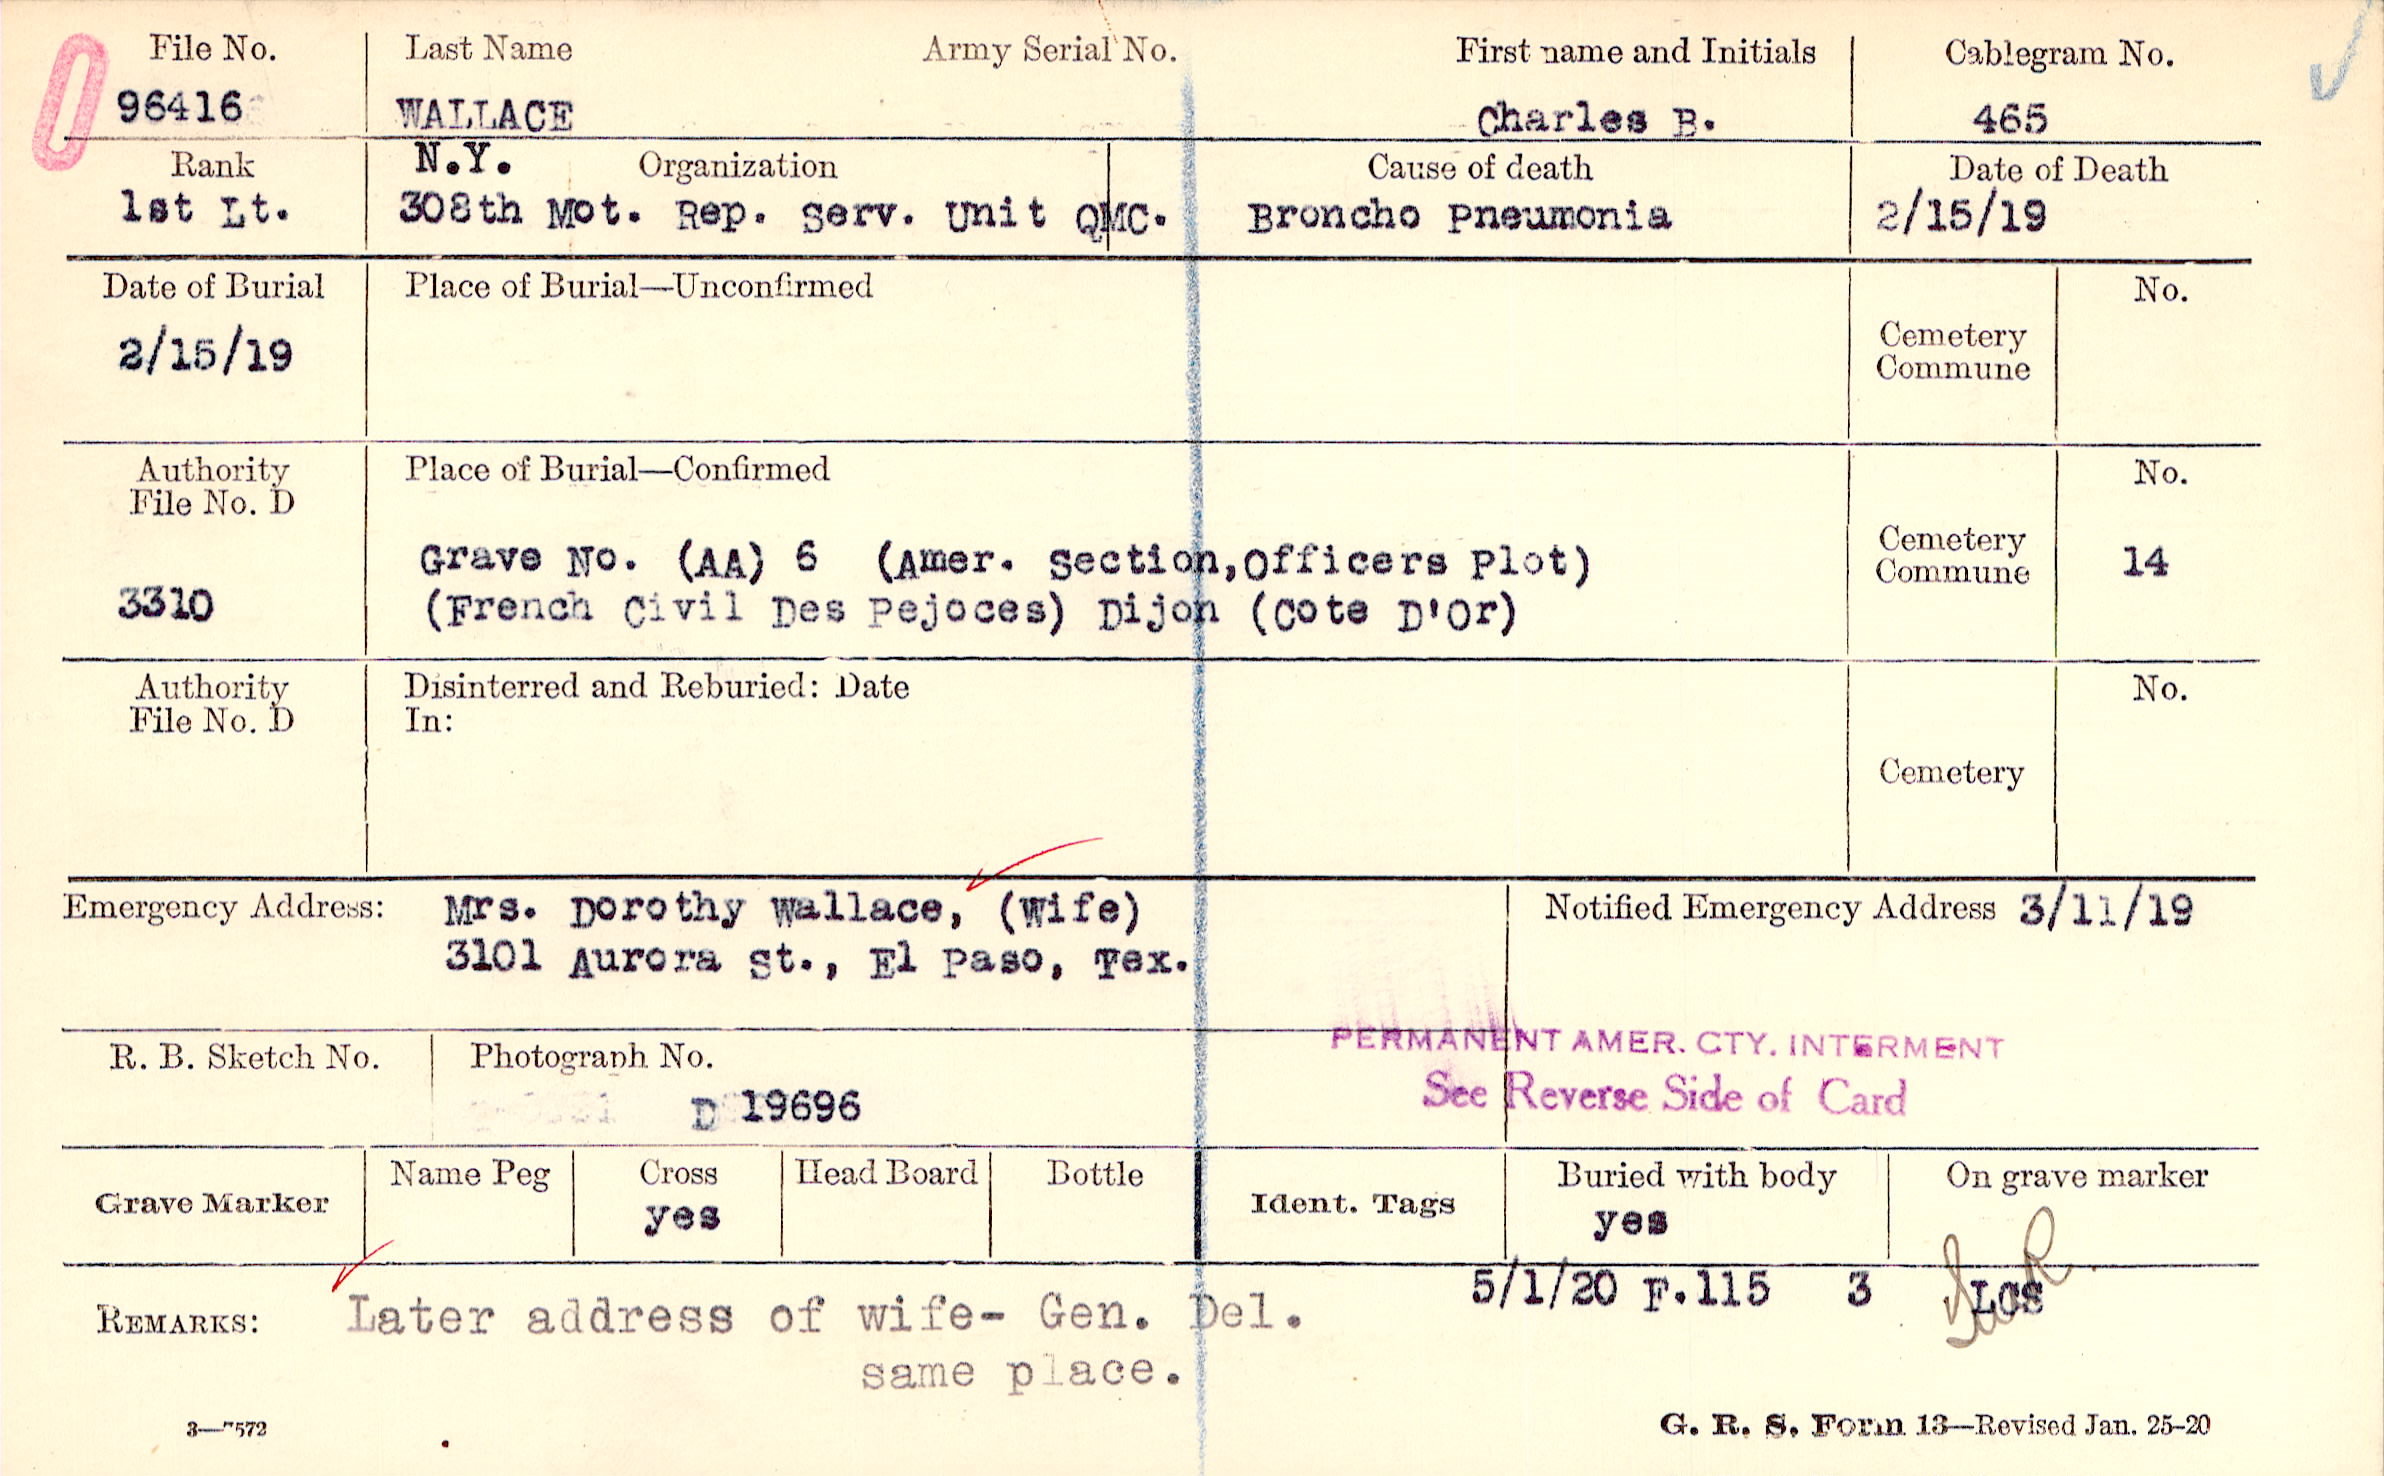 File No. Last Name Army Serial No. First name and Initials Cablegram No.
96416 WALLACE Charles B. 465
Rank N.Y. Organization Cause of death Date of Death
1st Lt. 308th Mot. Rep. Serv. Unit QMC. Broncho Pneumonia 2/15/19
Date of Burial Place of Burial—Unconfirmed No.
2/15/19 Cemetery
Commune
Authority Place of Burial—Confirmed No.
File No. D
Grave No. (AA) 6 (Amer. Section, Officers Plot) Cemetery
Commune 14
3310 (French Civil Des Pejoces) Dijon (Cote D'Or)
Authority Disinterred and Reburied: Date No.
File No. D In:
Cemetery
Emergency Address: Mrs. Dorothy Wallace, (Wife) Notified Emergency Address 3/11/19
3101 Aurora St., El Paso, Tex.
R. B. Sketch No. Photograph No. PERMANENT AMER. CTY. INTERMENT
D 19696 See Reverse Side of Card
Grave Marker Name Peg Cross Head Board Bottle Ident. Tags Buried with body On grave marker
yes yes
5/1/20 F.115 3 LCS
REMARKS: Later address of wife- Gen. Del.
same place.
3—7572 G. R. S. Form 13—Revised Jan. 25-20